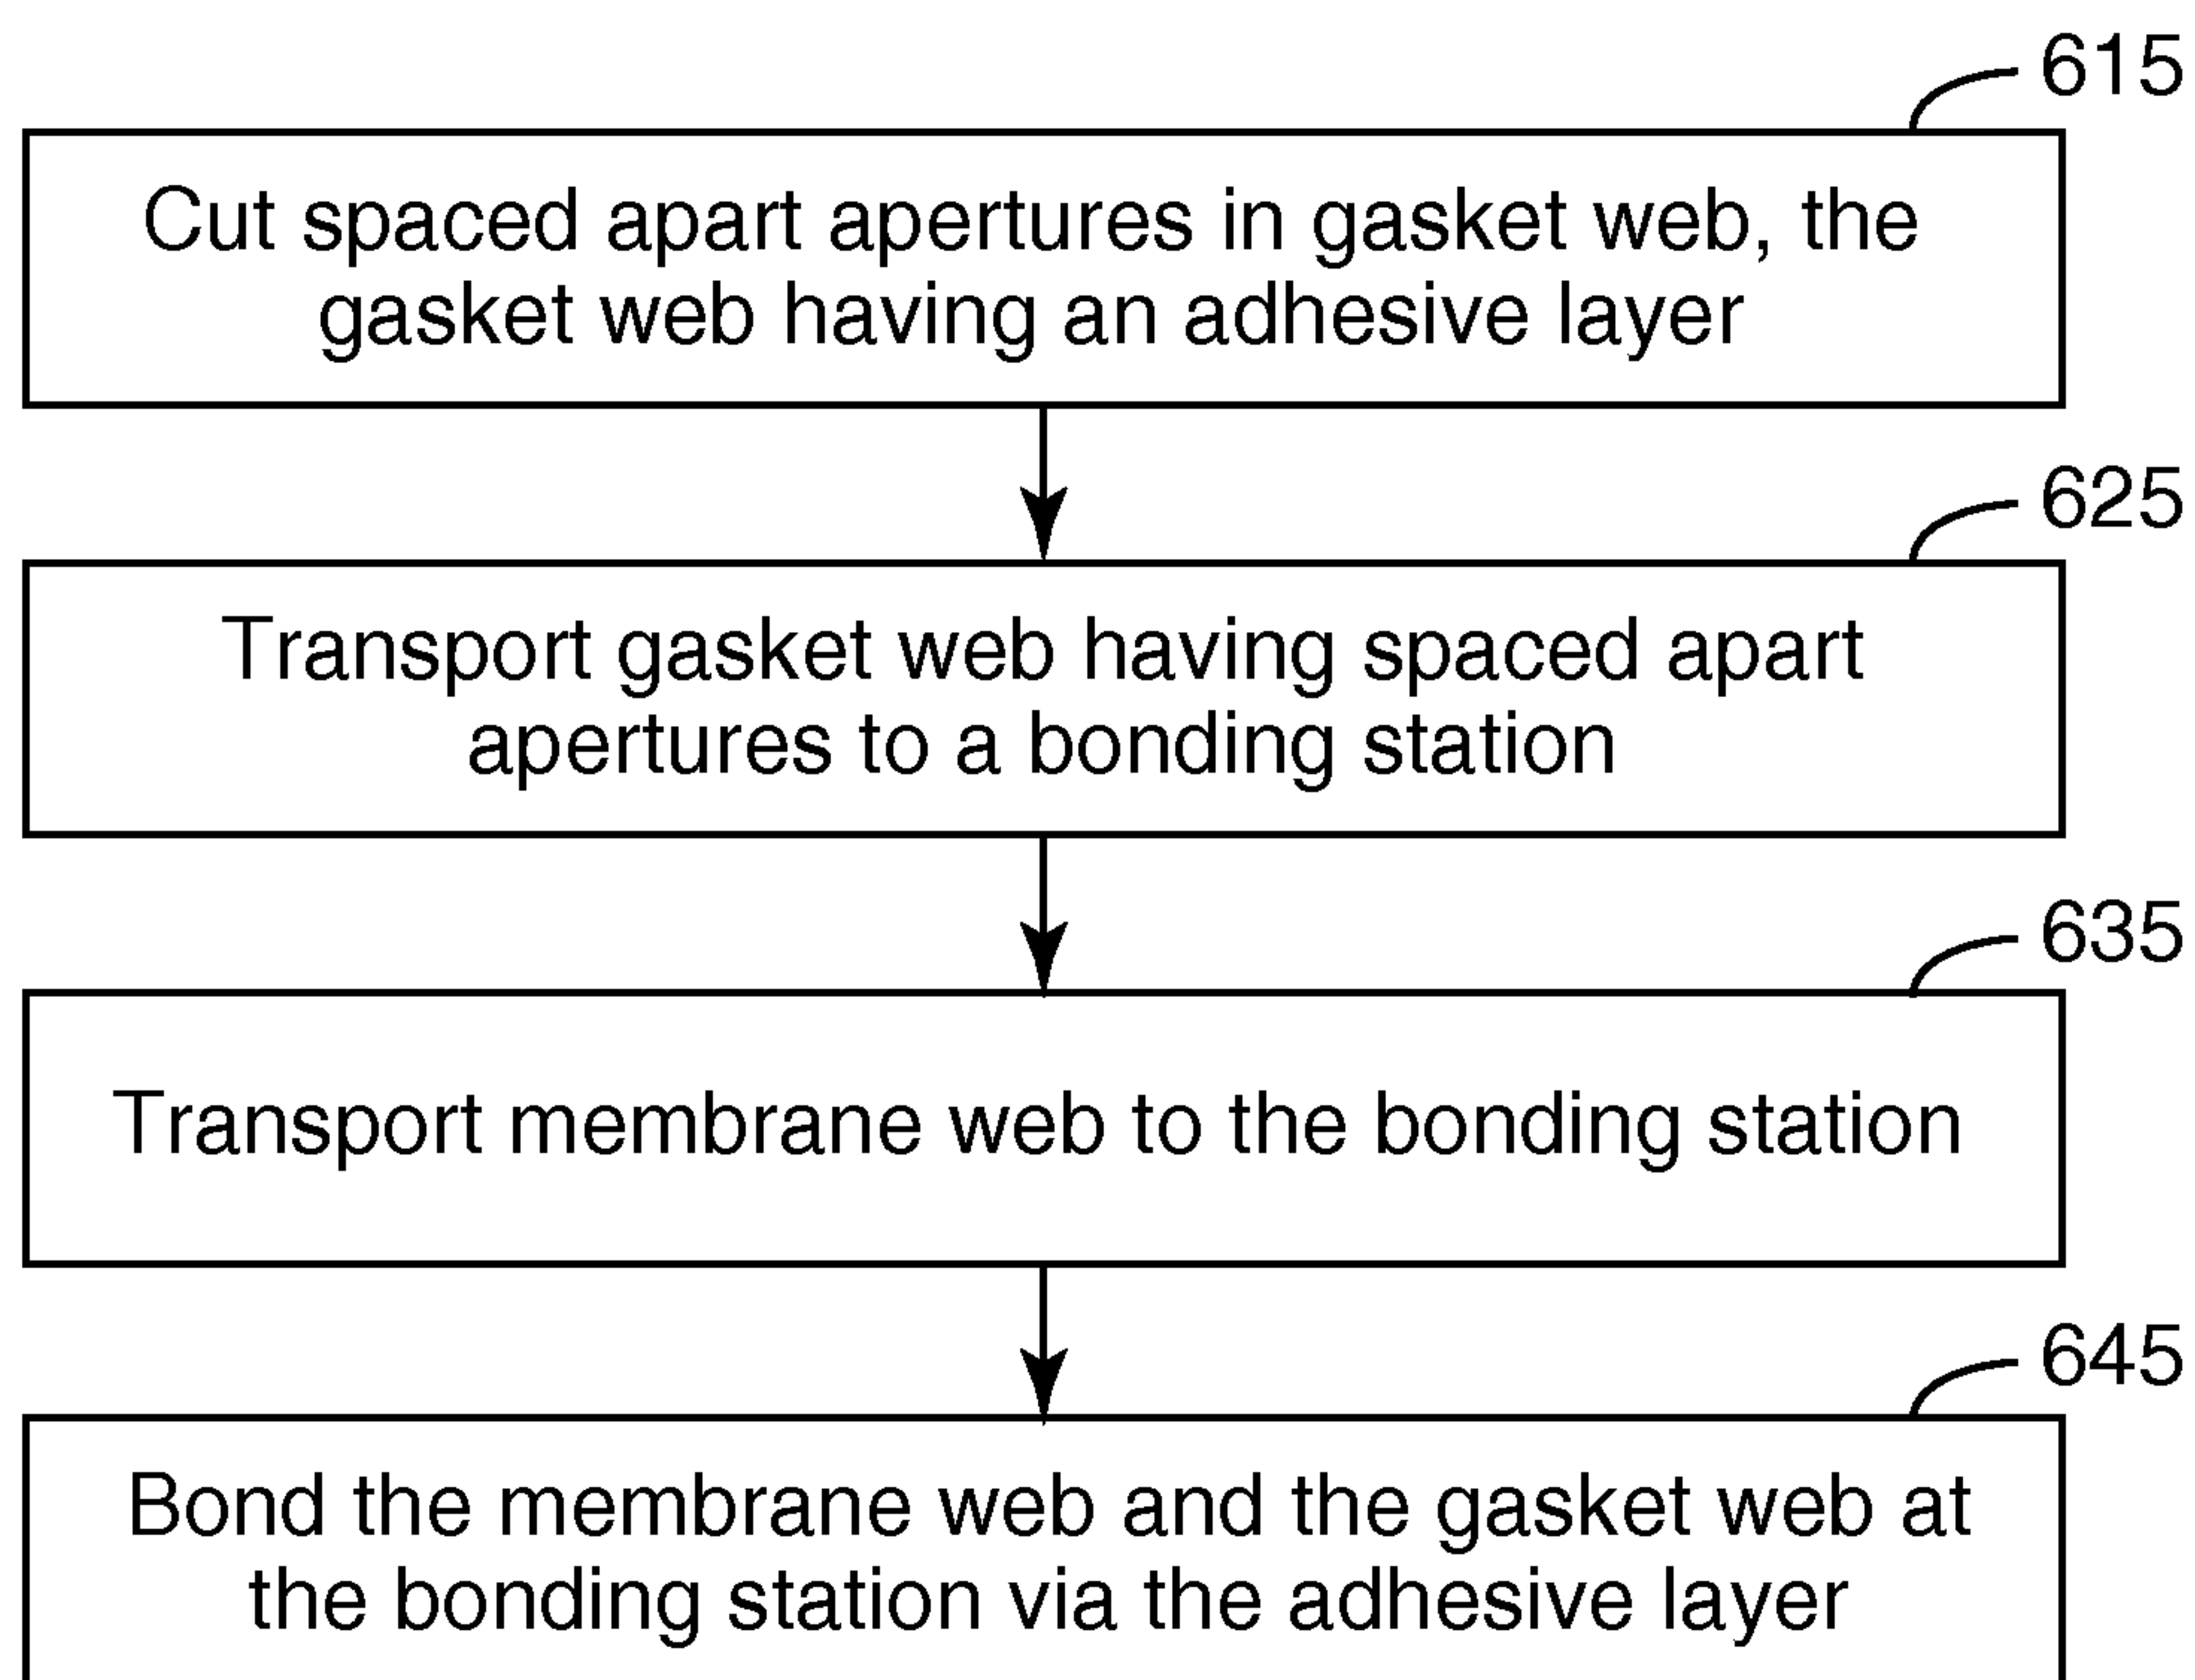 615
Cut spaced apart apertures in gasket web, the
gasket web having an adhesive layer
625
Transport gasket web having spaced apart
apertures to a bonding station
635
Transport membrane web to the bonding station
645
Bond the membrane web and the gasket web at
the bonding station via the adhesive layer